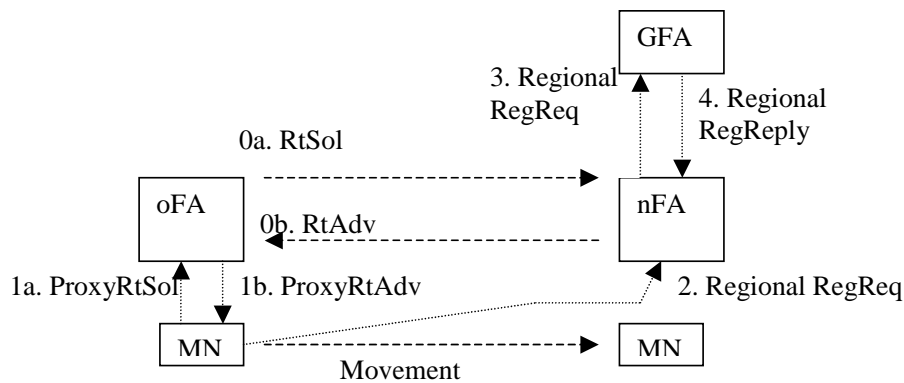 GFA
3. Regional
RegReq
4. Regional
RegReply
0a. RtSol
oFA
nFA
0b. RtAdv
1a. ProxyRtSol
1b. ProxyRtAdv
2. Regional RegReq
MN
MN
Movement